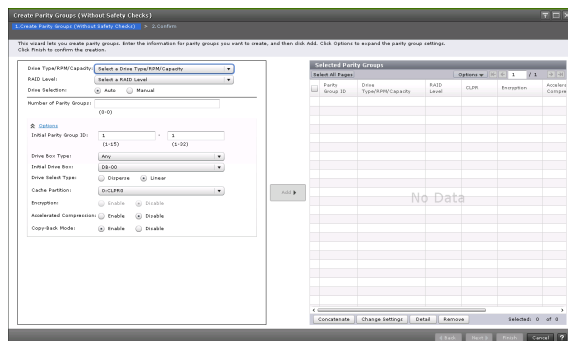 Create Parity Groups (Without Safety Checks)
1.Create Parity Groups (Without Safety Checks) > 2.Confirm
This wizard lets you create parity groups. Enter the information for parity groups you want to create, and then click Add. Click Options to expand the parity group settings.
Click Finish to confirm the creation.
Drive Type/RPM/Capacity: Select a Drive Type/RPM/Capacity
RAID Level: Select a RAID Level
Drive Selection: Auto Manual
Number of Parity Groups:
(0-0)
Options
Initial Parity Group ID: 1 - 1
(1-15) (1-32)
Drive Box Type: Any
Initial Drive Box: DB-00
Drive Select Type: Disperse Linear
Cache Partition: 0:CLPR0
Encryption: Enable Disable
Accelerated Compression: Enable Disable
Copy-Back Mode: Enable Disable
Add
Selected Parity Groups
Select All Pages Options 1 / 1
Parity Group ID
Drive Type/RPM/Capacity
RAID Level
CLPR
Encryption
Accelera
Compre
No Data
Concatenate Change Settings Detail Remove Selected: 0 of 0
Back Next Finish Cancel ?